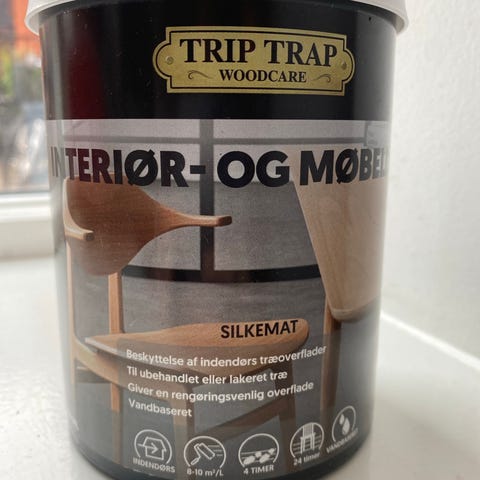 TRIP TRAP
WOODCARE
INTERIØR- OG MØBEL
SILKEMAT
Beskyttelse af indendørs træoverflader
Til ubehandlet eller lakeret træ
Giver en rengøringsvenlig overflade
Vandbaseret
INDENDØRS
8-10 m²/L
4 TIMER
24 timer
VANDBASERET